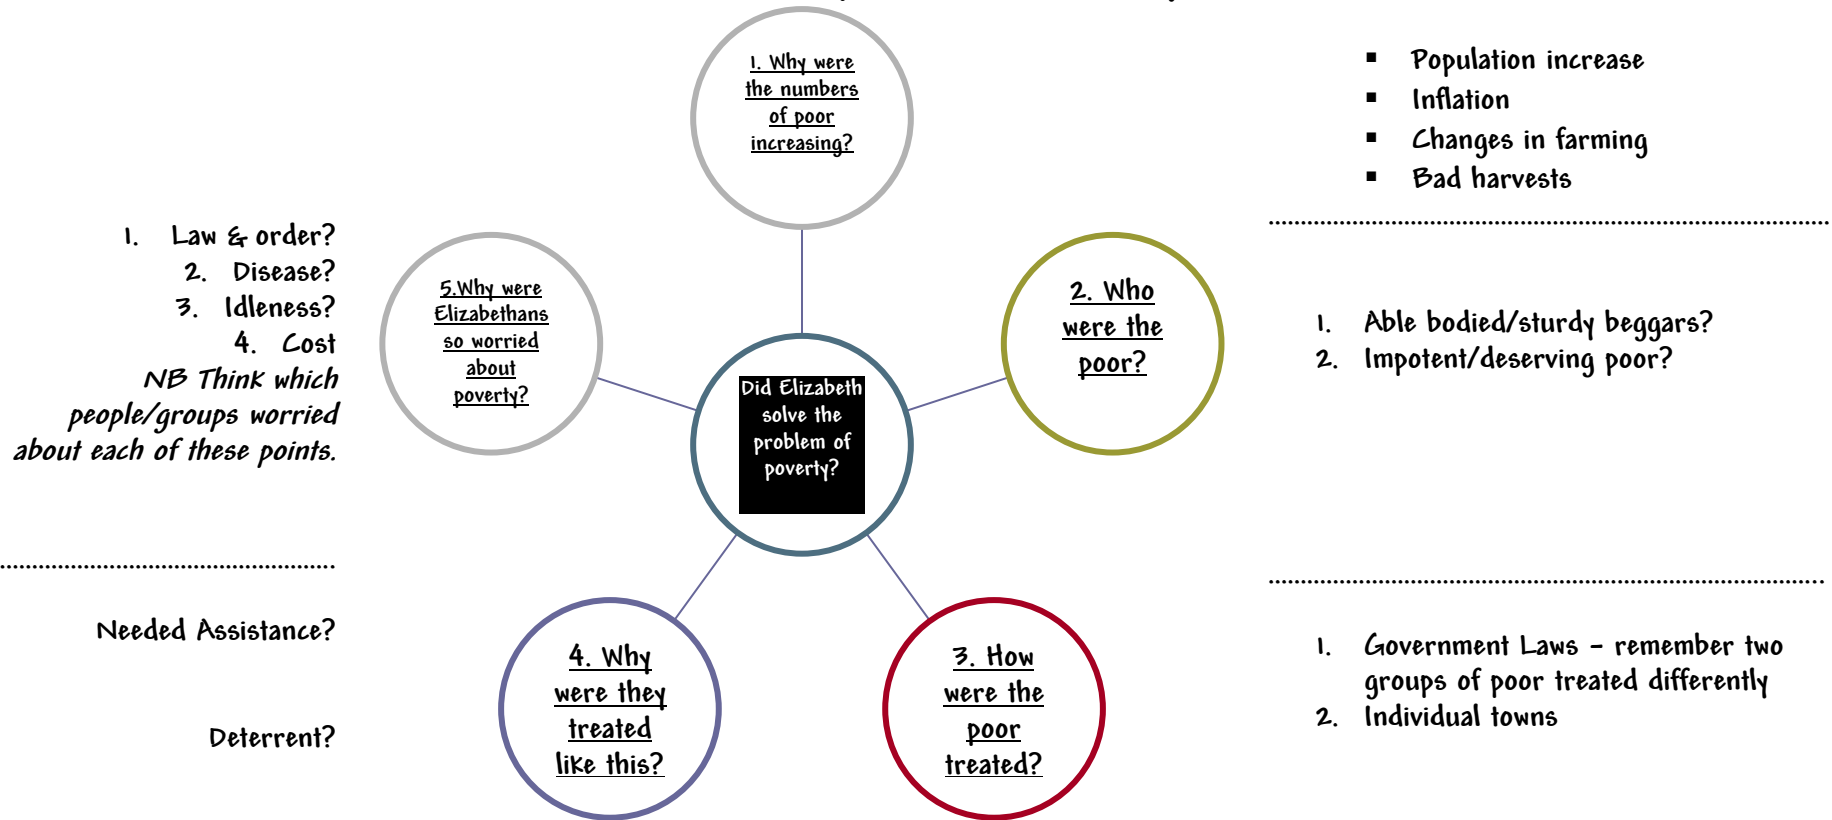 1. Why were
the numbers
of poor
increasing?
▪ Population increase
▪ Inflation
▪ Changes in farming
▪ Bad harvests
2. Who
were the
poor?
1. Able bodied/sturdy beggars?
2. Impotent/deserving poor?
3. How
were the
poor
treated?
1. Government Laws – remember two
groups of poor treated differently
2. Individual towns
4. Why
were they
treated
like this?
Needed Assistance?
Deterrent?
5.Why were
Elizabethans
so worried
about
poverty?
1. Law & order?
2. Disease?
3. Idleness?
4. Cost
NB Think which
people/groups worried
about each of these points.
Did Elizabeth
solve the
problem of
poverty?